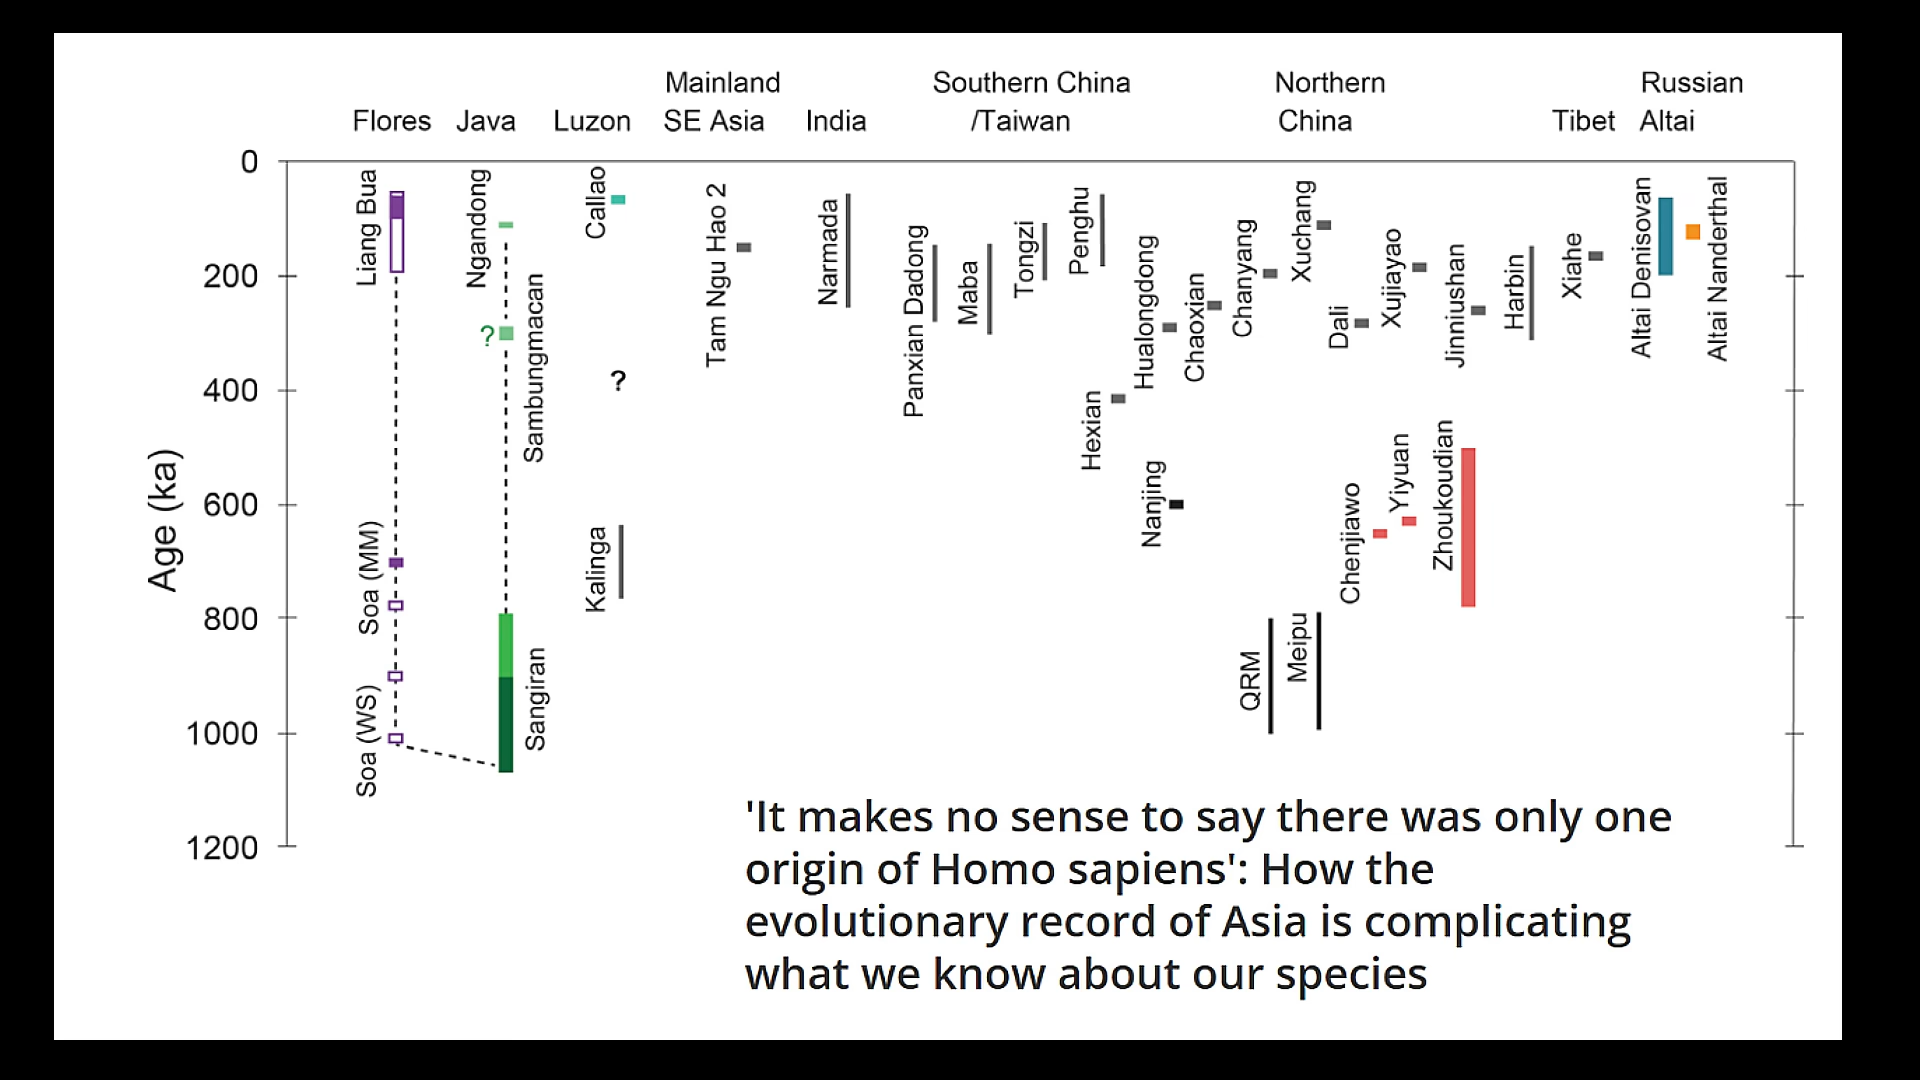 Mainland
Southern China
Northern
Russian
Flores
Java
Luzon
SE Asia
India
/Taiwan
China
Tibet
Altai
0
200
400
600
800
1000
1200
Age (ka)
Liang Bua
Soa (MM)
Soa (WS)
Ngandong
?
Sambungmacan
Sangiran
Callao
?
Kalinga
Tam Ngu Hao 2
Narmada
Panxian Dadong
Maba
Tongzi
Penghu
Hexian
Hualongdong
Nanjing
Chaoxian
Chanyang
QRM
Xuchang
Meipu
Dali
Chenjiawo
Xujiayao
Yiyuan
Zhoukoudian
Jinniushan
Harbin
Xiahe
Altai Denisovan
Altai Nanderthal
'It makes no sense to say there was only one
origin of Homo sapiens': How the
evolutionary record of Asia is complicating
what we know about our species